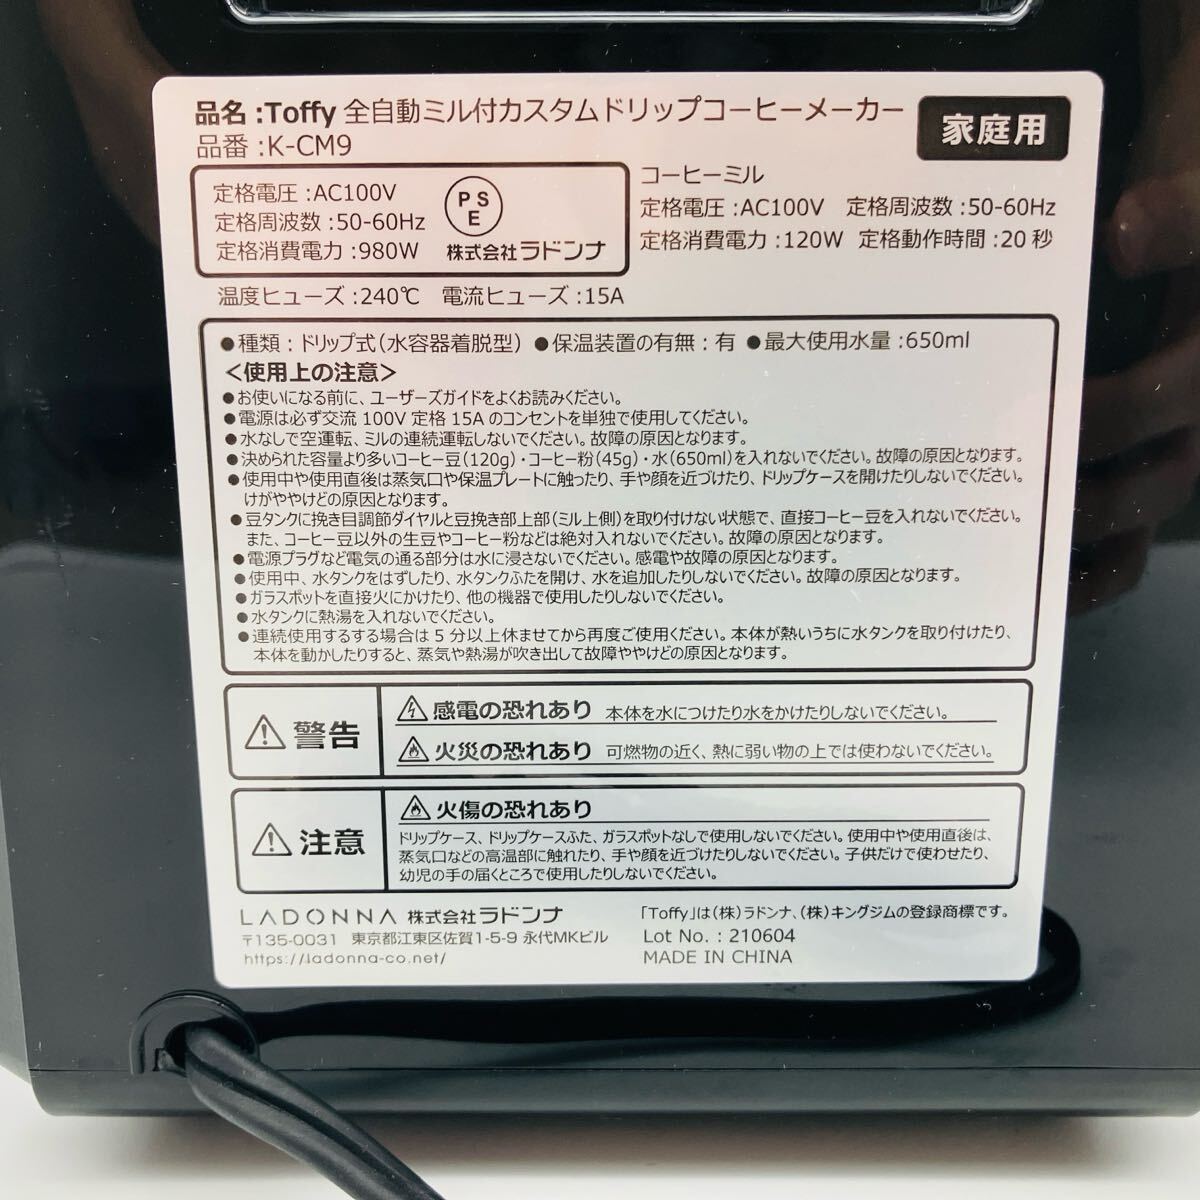 品名:Toffy 全自動ミル付カスタムドリップコーヒーメーカー
家庭用
品番:K-CM9
定格電圧:AC100V
定格周波数:50-60Hz
定格消費電力:980W
PSE
株式会社ラドンナ
コーヒーミル
定格電圧:AC100V 定格周波数:50-60Hz
定格消費電力:120W 定格動作時間:20秒
温度ヒューズ:240℃ 電流ヒューズ:15A
●種類:ドリップ式(水容器着脱型) ●保温装置の有無:有 ●最大使用水量:650ml
<使用上の注意>
●お使いになる前に、ユーザーズガイドをよくお読みください。
●電源は必ず交流100V 定格15Aのコンセントを単独で使用してください。
●水なしで空運転、ミルの連続運転しないでください。故障の原因となります。
●決められた容量より多いコーヒー豆(120g)・コーヒー粉(45g)・水(650ml)を入れないでください。故障の原因となります。
●使用中や使用直後は蒸気口や保温プレートに触ったり、手や顔を近づけたり、ドリップケースを開けたりしないでください。
けがややけどの原因となります。
●豆タンクに挽き目調節ダイヤルと豆挽き部上部(ミル上側)を取り付けない状態で、直接コーヒー豆を入れないでください。
また、コーヒー豆以外の生豆やコーヒー粉などは絶対入れないでください。故障の原因となります。
●電源プラグなど電気の通る部分は水に浸さないでください。感電や故障の原因となります。
●使用中、水タンクをはずしたり、水タンクふたを開け、水を追加したりしないでください。故障の原因となります。
●ガラスポットを直接火にかけたり、他の機器で使用したりしないでください。
●水タンクに熱湯を入れないでください。
●連続使用するする場合は5分以上休ませてから再度ご使用ください。本体が熱いうちに水タンクを取り付けたり、
本体を動かしたりすると、蒸気や熱湯が吹き出して故障ややけどの原因となります。
警告
感電の恐れあり 本体を水につけたり水をかけたりしないでください。
火災の恐れあり 可燃物の近く、熱に弱い物の上では使わないでください。
注意
火傷の恐れあり
ドリップケース、ドリップケースふた、ガラスポットなしで使用しないでください。使用中や使用直後は、
蒸気口などの高温部に触れたり、手や顔を近づけたりしないでください。子供だけで使わせたり、
幼児の手の届くところで使用したりしないください。
LADONNA 株式会社ラドンナ
〒135-0031 東京都江東区佐賀1-5-9 永代MKビル
https://ladonna-co.net/
「Toffy」は(株)ラドンナ、(株)キングジムの登録商標です。
Lot No. : 210604
MADE IN CHINA